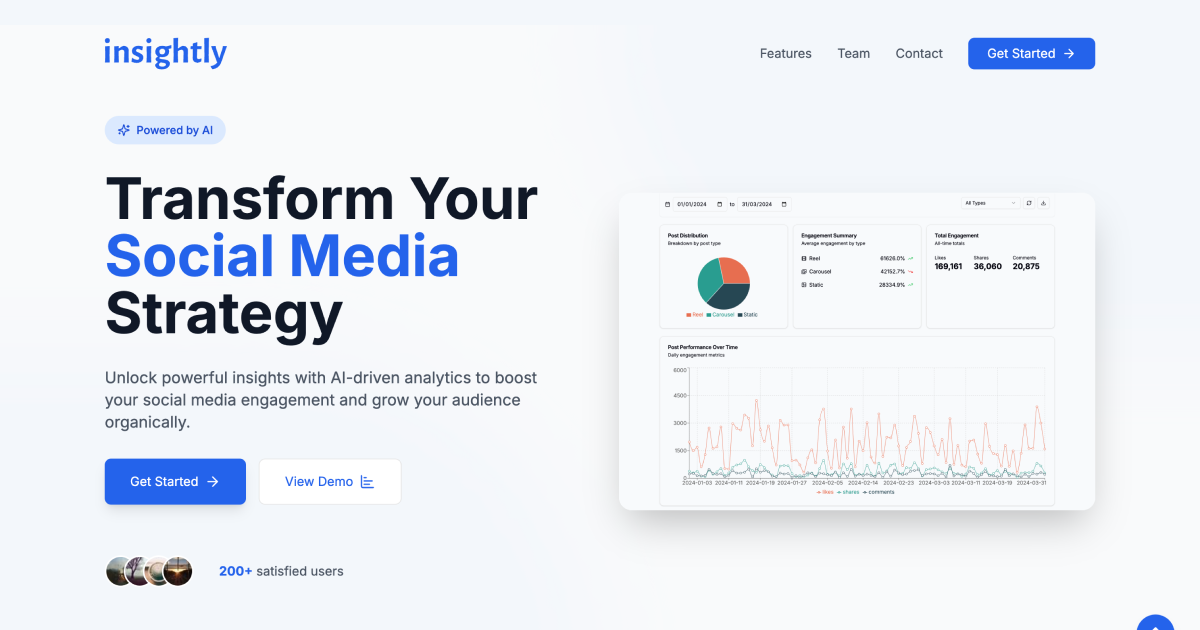 insightly
Features
Team
Contact
Get Started
Powered by AI
Transform Your
Social Media
Strategy
Unlock powerful insights with AI-driven analytics to boost
your social media engagement and grow your audience
organically.
Get Started
View Demo
200+ satisfied users
01/01/2024 to 31/03/2024
All Types
Post Distribution
Breakdown by post type
Reel Carousel Static
Engagement Summary
Average engagement by type
Reel 61626.0%
Carousel 42152.7%
Static 28334.9%
Total Engagement
All-time totals
Likes Shares Comments
169,161 36,060 20,875
Post Performance Over Time
Daily engagement metrics
6000
4500
3000
1500
0
2024-01-03 2024-01-11 2024-01-19 2024-01-27 2024-02-05 2024-02-14 2024-02-23 2024-03-03 2024-03-11 2024-03-19 2024-03-31
likes shares comments